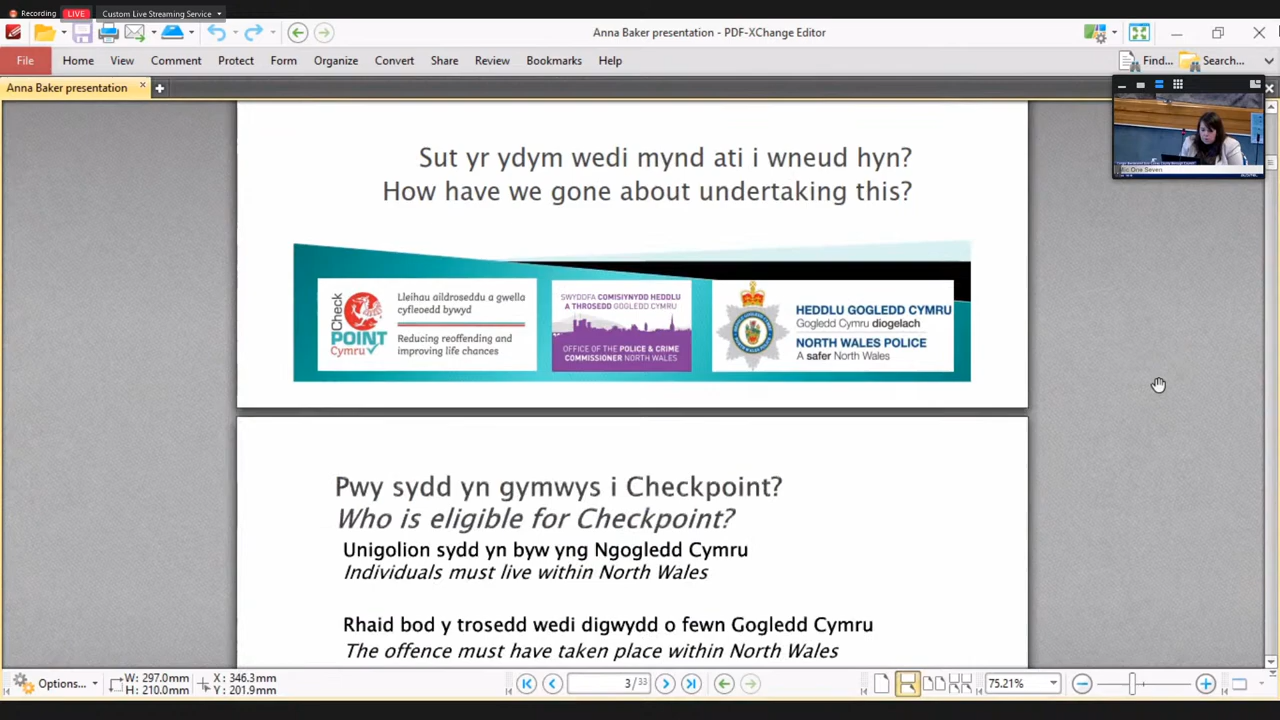 Recording
LIVE
Custom Live Streaming Service
Anna Baker presentation - PDF-XChange Editor
File
Home
View
Comment
Protect
Form
Organize
Convert
Share
Review
Bookmarks
Help
Find...
Search...
Anna Baker presentation
Sut yr ydym wedi mynd ati i wneud hyn?
How have we gone about undertaking this?
Check
POINT
Cymru
Lleihau aildroseddu a gwella
cyfleoedd bywyd
Reducing reoffending and
improving life chances
SWYDDFA COMISIYNYDD HEDDLU
A THROSEDD GOGLEDD CYMRU
OFFICE OF THE POLICE & CRIME
COMMISSIONER NORTH WALES
HEDDLU GOGLEDD CYMRU
Gogledd Cymru diogelach
NORTH WALES POLICE
A safer North Wales
Pwy sydd yn gymwys i Checkpoint?
Who is eligible for Checkpoint?
Unigolion sydd yn byw yng Ngogledd Cymru
Individuals must live within North Wales
Rhaid bod y trosedd wedi digwydd o fewn Gogledd Cymru
The offence must have taken place within North Wales
Options...
W: 297.0mm
H: 210.0mm
X: 346.3mm
Y: 201.9mm
3 / 33
75.21%